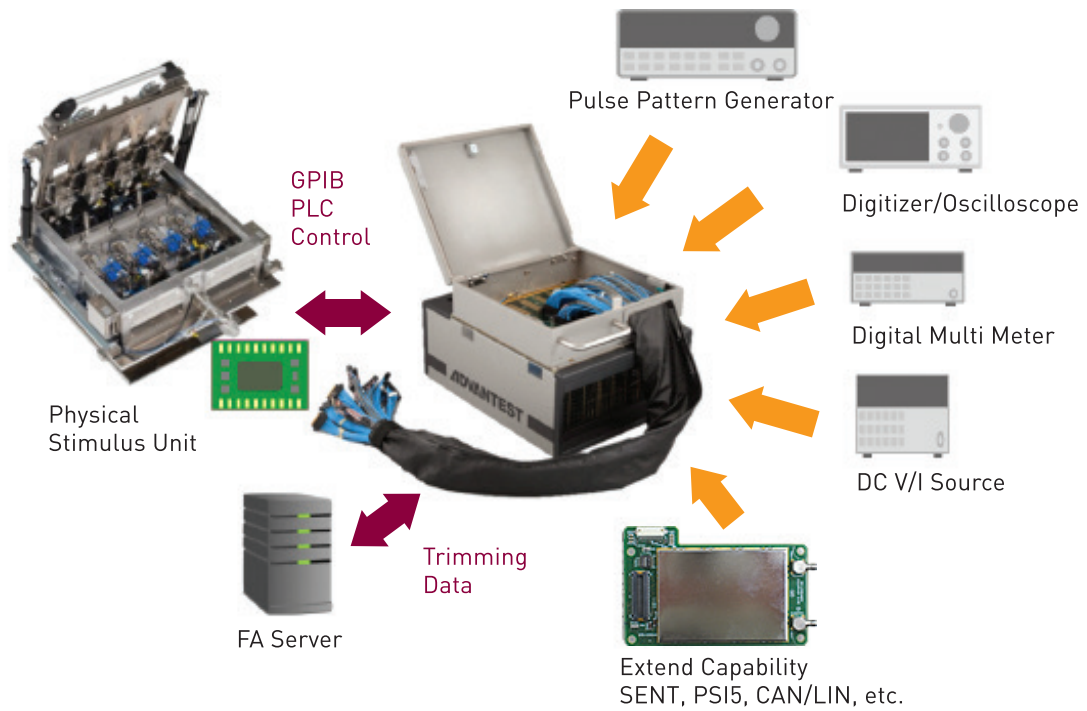 Pulse Pattern Generator
Digitizer/Oscilloscope
GPIB
PLC
Control
Digital Multi Meter
ADVANTEST
Physical
Stimulus Unit
DC V/I Source
Trimming
Data
FA Server
Extend Capability
SENT, PSI5, CAN/LIN, etc.